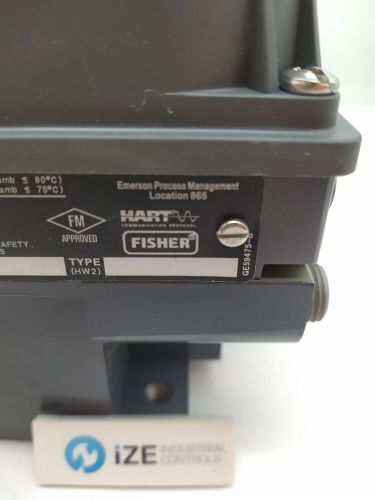 amb ≤ 60°C)
amb ≤ 75°C)
Emerson Process Management
Location 865
FM
APPROVED
HART
COMMUNICATION PROTOCOL
FISHER
AFETY
S
TYPE
(HW2)
GE59475-5
iZE INDUSTRIAL
CONTROLS